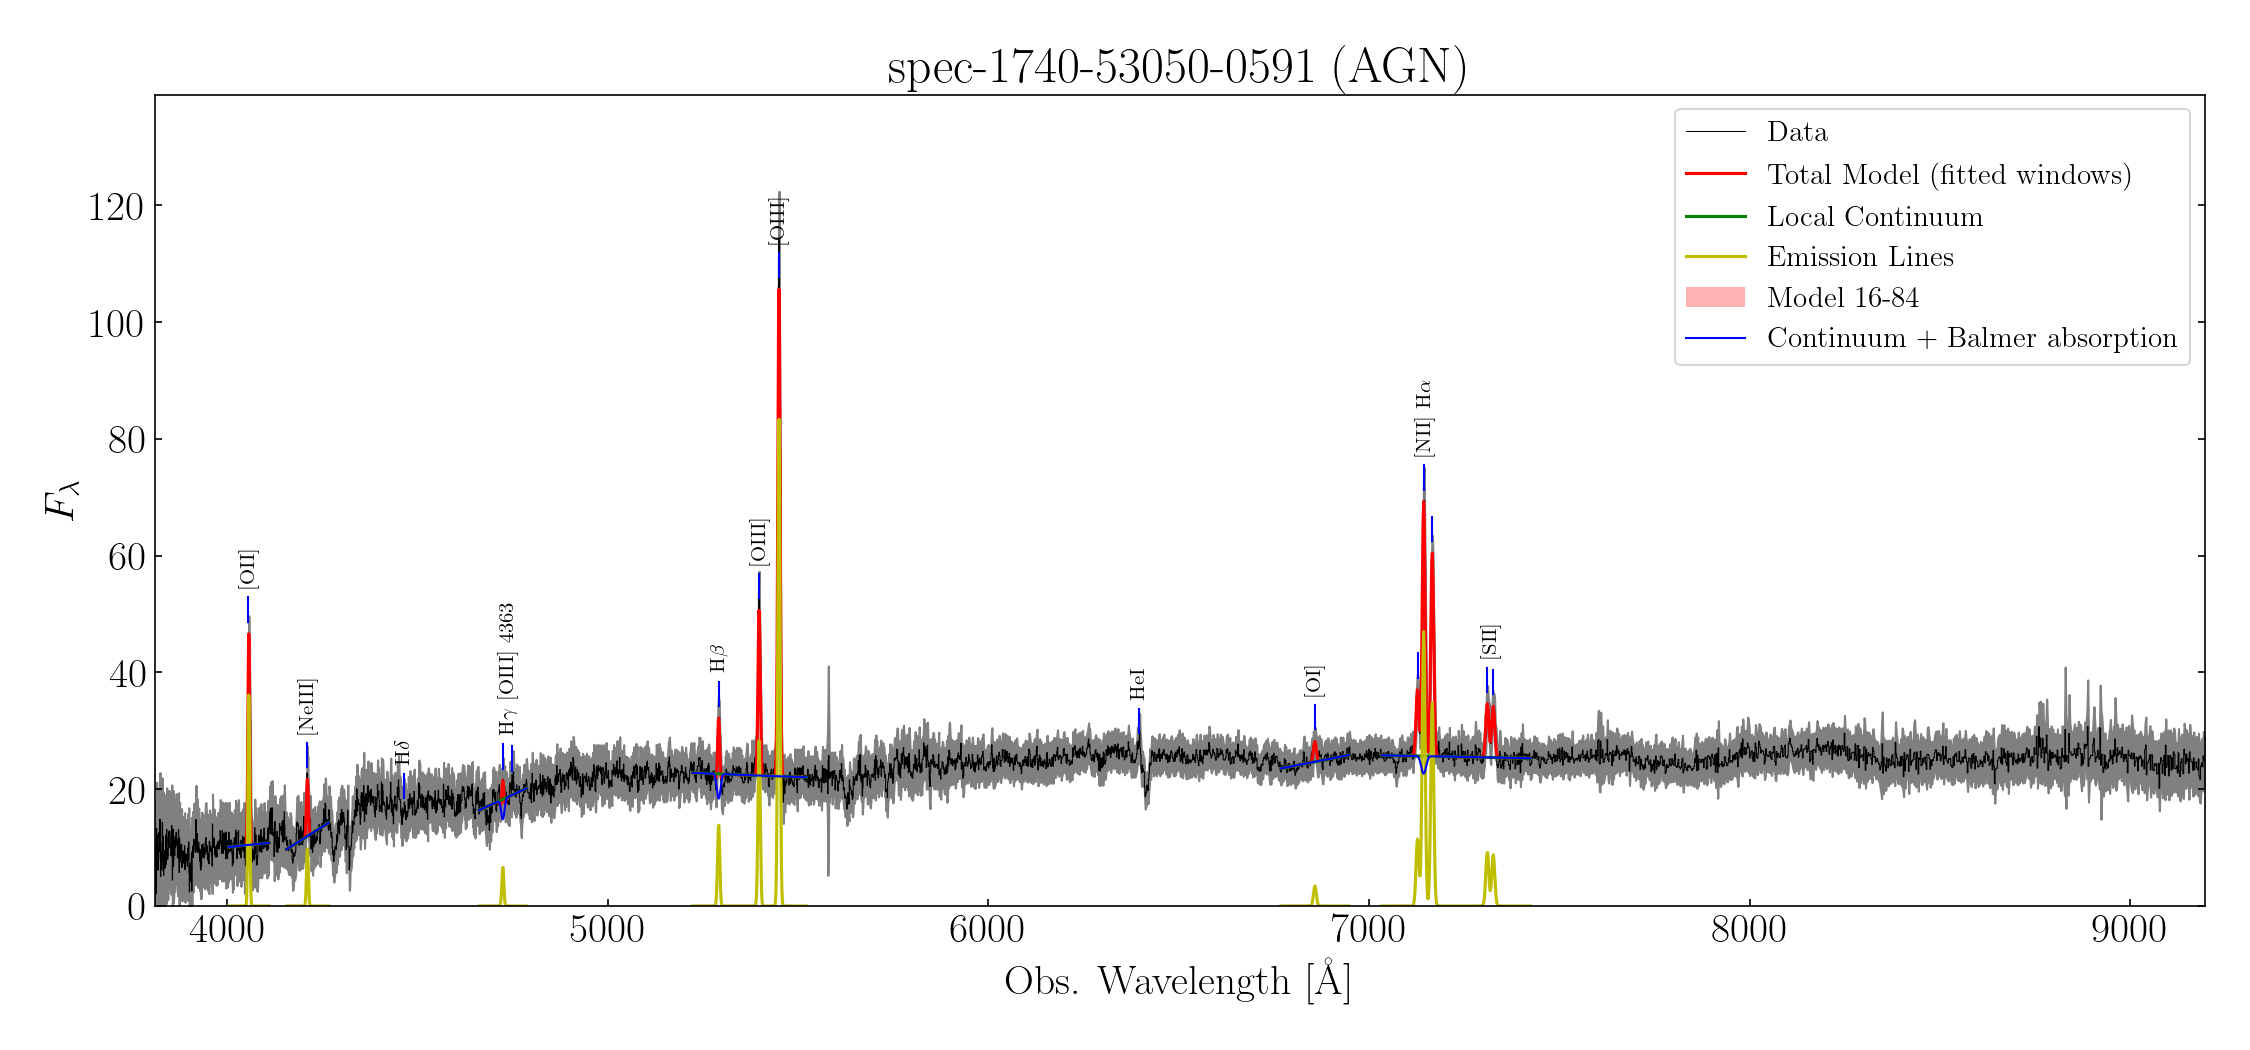 spec-1740-53050-0591 (AGN)
Data
Total Model (fitted windows)
Local Continuum
Emission Lines
Model 16-84
Continuum + Balmer absorption
120
100
80
60
40
20
0
F_λ
[OII]
[NeIII]
Hδ
Hγ [OIII] 4363
Hβ
[OIII]
[OIII]
HeI
[OI]
[NII] Hα
[SII]
4000
5000
6000
7000
8000
9000
Obs. Wavelength [Å]